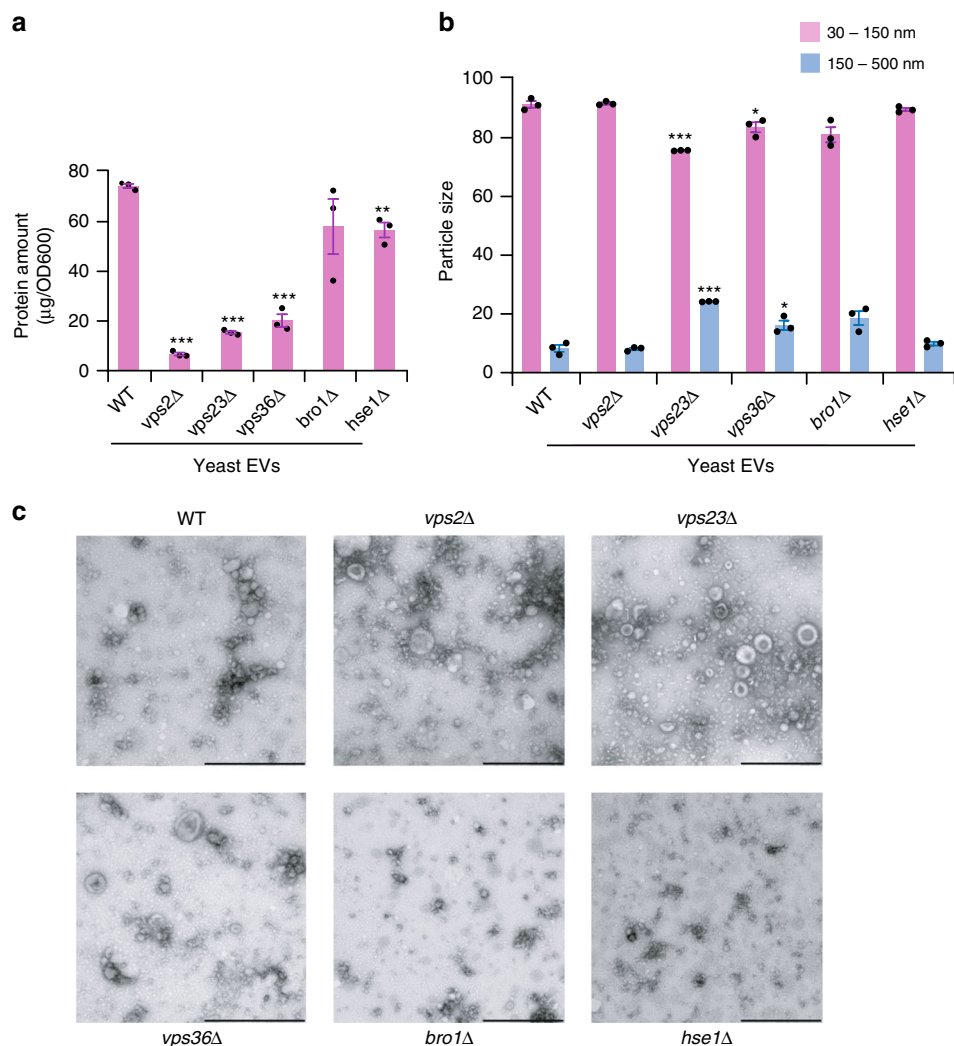 a
Protein amount
(µg/OD600)
80
60
40
20
0
***
***
***
**
WT
vps2Δ
vps23Δ
vps36Δ
bro1Δ
hse1Δ
Yeast EVs
b
30 – 150 nm
150 – 500 nm
Particle size
100
80
60
40
20
0
***
*
***
*
WT
vps2Δ
vps23Δ
vps36Δ
bro1Δ
hse1Δ
Yeast EVs
c
WT
vps2Δ
vps23Δ
vps36Δ
bro1Δ
hse1Δ